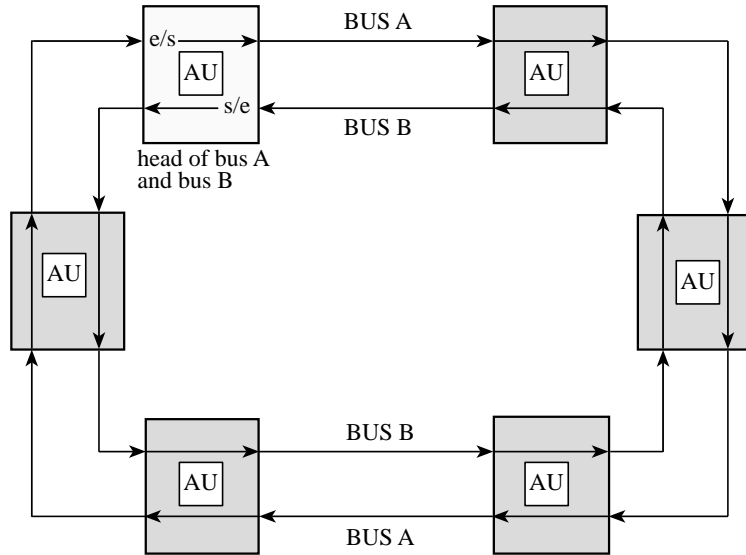 BUS A
e/s
AU
AU
s/e
BUS B
head of bus A
and bus B
AU
AU
BUS B
AU
AU
BUS A